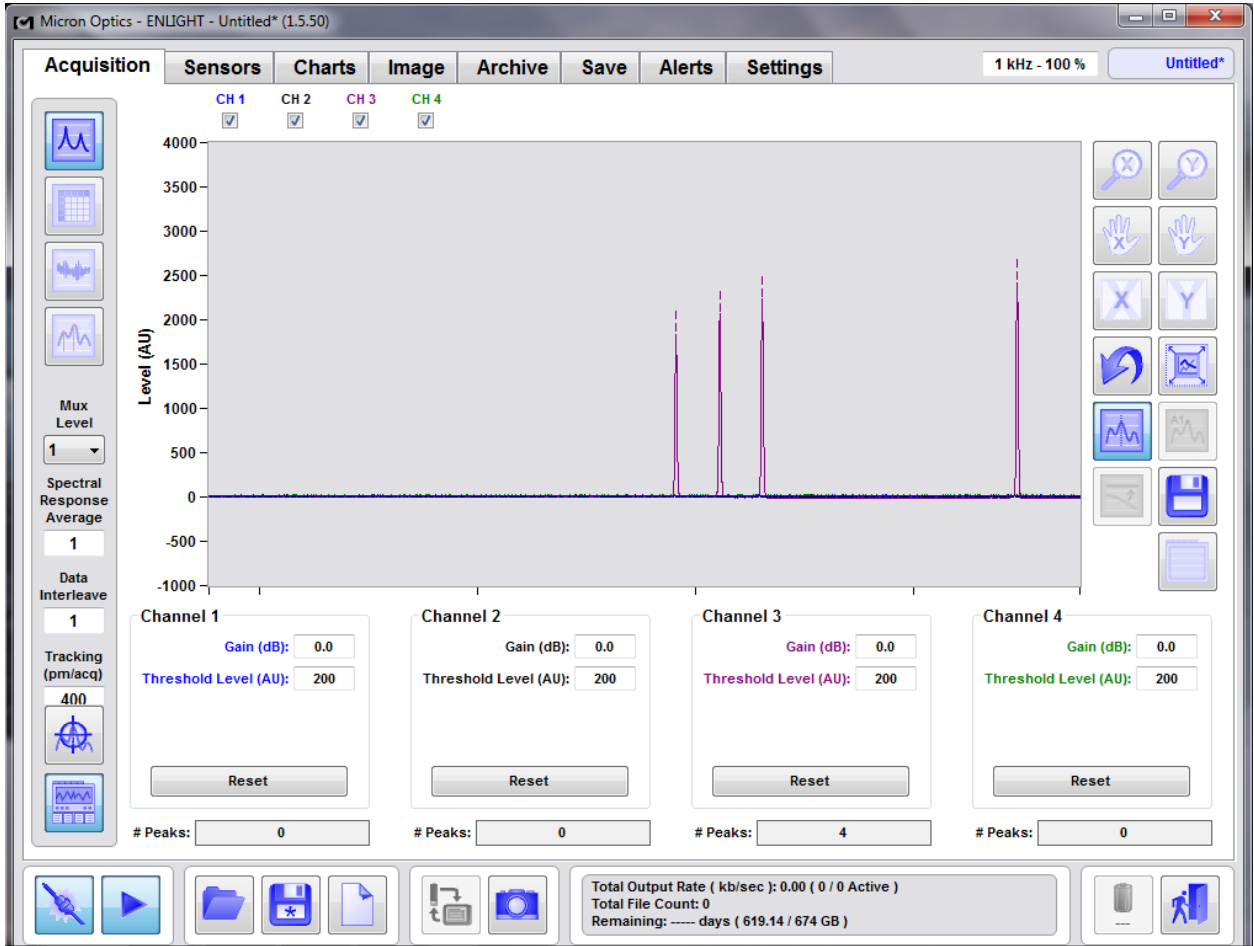 Micron Optics - ENLIGHT - Untitled* (1.5.50)
Acquisition Sensors Charts Image Archive Save Alerts Settings 1 kHz - 100 % Untitled*
CH 1 CH 2 CH 3 CH 4
4000
3500
3000
2500
2000
1500
1000
500
0
-500
-1000
Level (AU)
X Y
X Y
X Y
A1
Mux
Level
1
Spectral
Response
Average
1
Data
Interleave
1
Tracking
(pm/acq)
400
Channel 1
Gain (dB): 0.0
Threshold Level (AU): 200
Reset
# Peaks: 0
Channel 2
Gain (dB): 0.0
Threshold Level (AU): 200
Reset
# Peaks: 0
Channel 3
Gain (dB): 0.0
Threshold Level (AU): 200
Reset
# Peaks: 4
Channel 4
Gain (dB): 0.0
Threshold Level (AU): 200
Reset
# Peaks: 0
*
t
Total Output Rate ( kb/sec ): 0.00 ( 0 / 0 Active )
Total File Count: 0
Remaining: ----- days ( 619.14 / 674 GB )
---